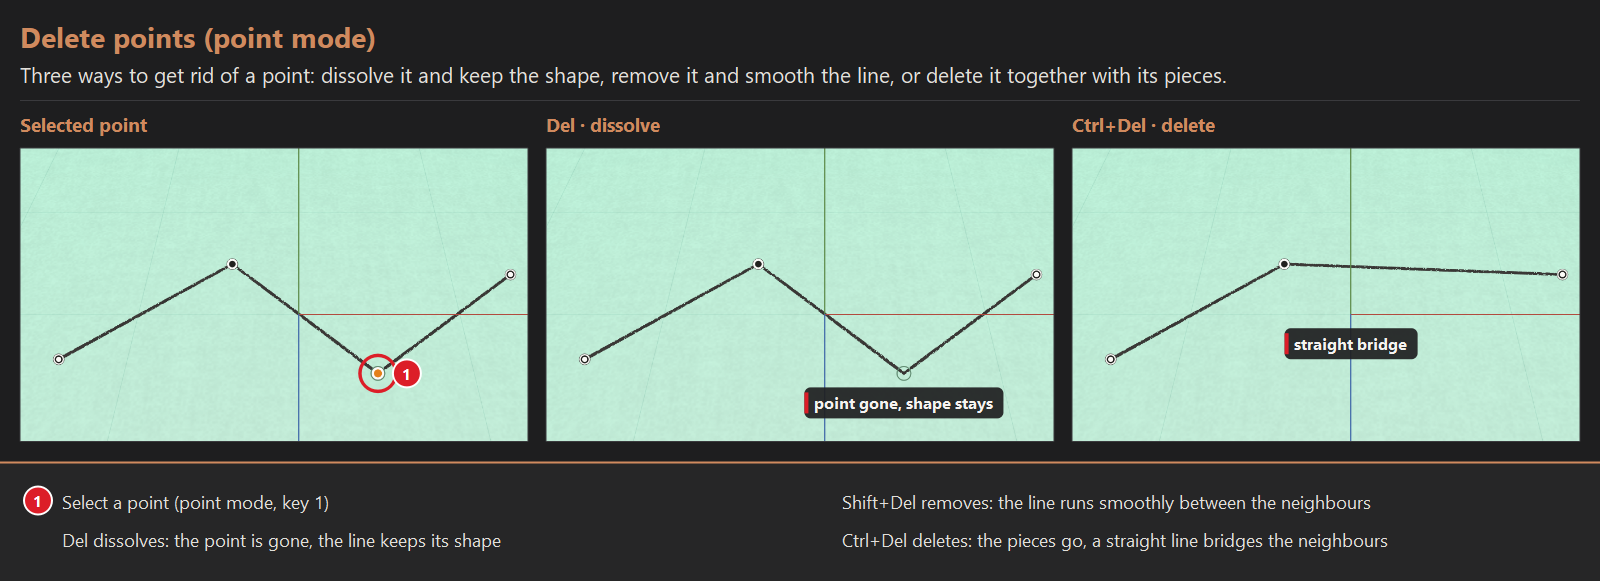 Delete points (point mode)
Three ways to get rid of a point: dissolve it and keep the shape, remove it and smooth the line, or delete it together with its pieces.
Selected point
1
Del · dissolve
point gone, shape stays
Ctrl+Del · delete
straight bridge
1 Select a point (point mode, key 1)
Del dissolves: the point is gone, the line keeps its shape
Shift+Del removes: the line runs smoothly between the neighbours
Ctrl+Del deletes: the pieces go, a straight line bridges the neighbours